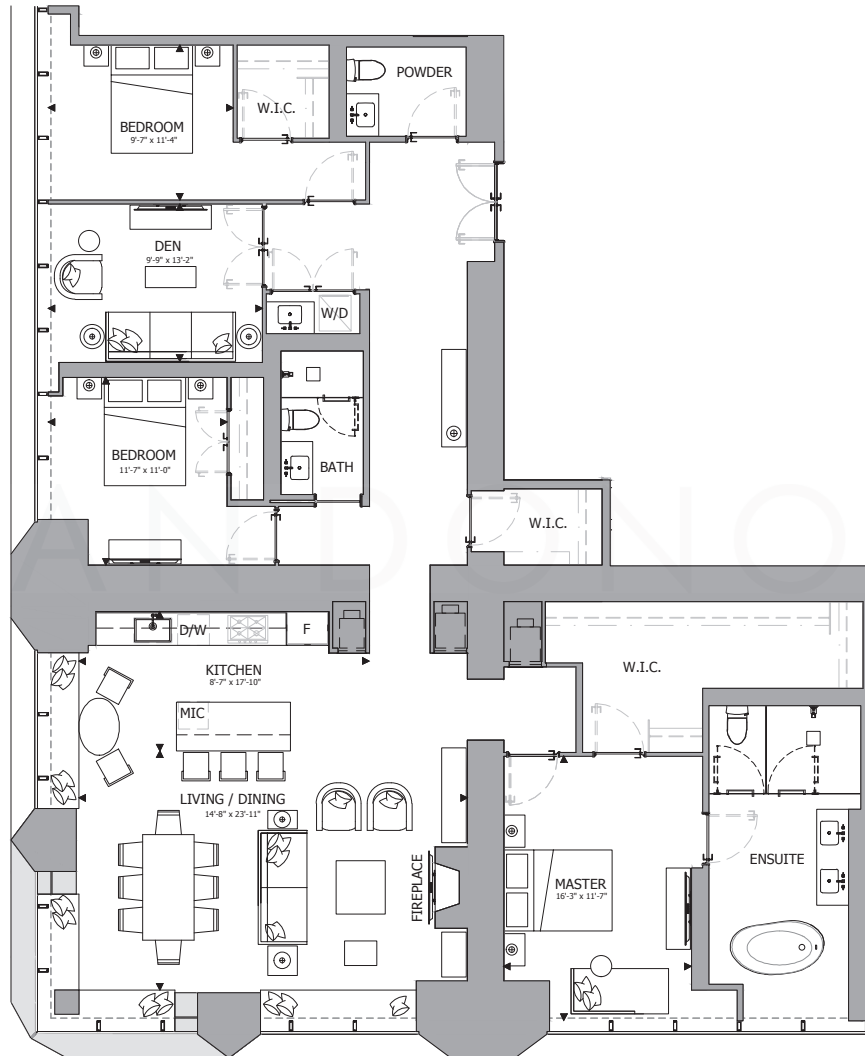 POWDER
W.I.C.
BEDROOM
9'-7" x 11'-4"
DEN
9'-9" x 13'-2"
W/D
BEDROOM
11'-7" x 11'-0"
BATH
W.I.C.
ANDONO
D/W
F
KITCHEN
8'-7" x 17'-10"
W.I.C.
MIC
LIVING / DINING
14'-8" x 23'-11"
FIREPLACE
MASTER
16'-3" x 11'-7"
ENSUITE